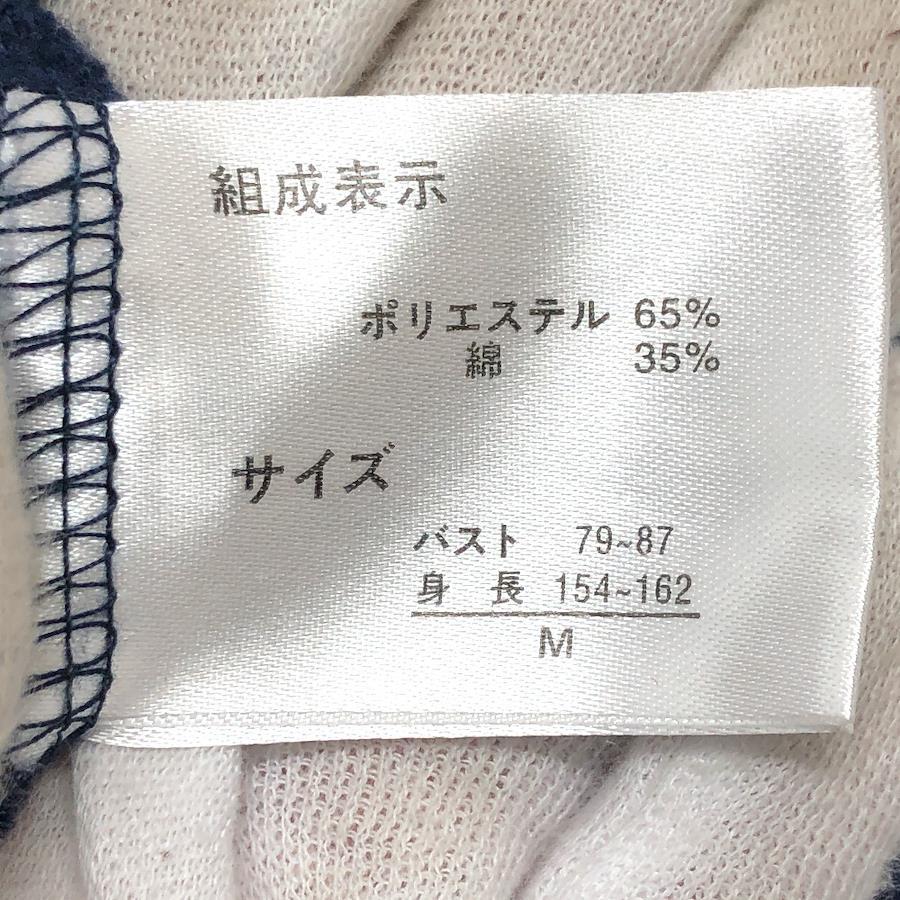 組成表示
ポリエステル 65%
綿 35%
サイズ
バスト 79~87
身 長 154~162
M